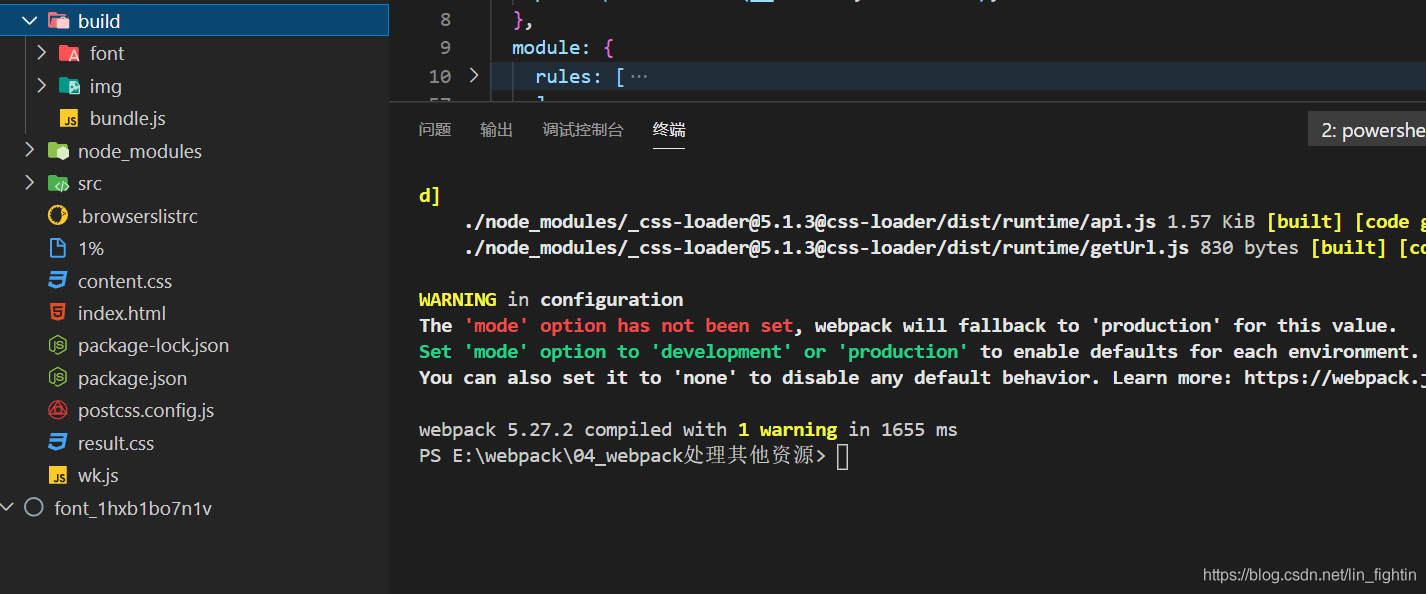 build
font
img
bundle.js
node_modules
src
.browserslistrc
1%
content.css
index.html
package-lock.json
package.json
postcss.config.js
result.css
wk.js
font_1hxb1bo7n1v
8 },
9 module: {
10 rules: [ ···
问题 输出 调试控制台 终端 2: powershe
d]
./node_modules/_css-loader@5.1.3@css-loader/dist/runtime/api.js 1.57 KiB [built] [code g
./node_modules/_css-loader@5.1.3@css-loader/dist/runtime/getUrl.js 830 bytes [built] [co
WARNING in configuration
The 'mode' option has not been set, webpack will fallback to 'production' for this value.
Set 'mode' option to 'development' or 'production' to enable defaults for each environment.
You can also set it to 'none' to disable any default behavior. Learn more: https://webpack.j
webpack 5.27.2 compiled with 1 warning in 1655 ms
PS E:\webpack\04_webpack处理其他资源>
https://blog.csdn.net/lin_fightin